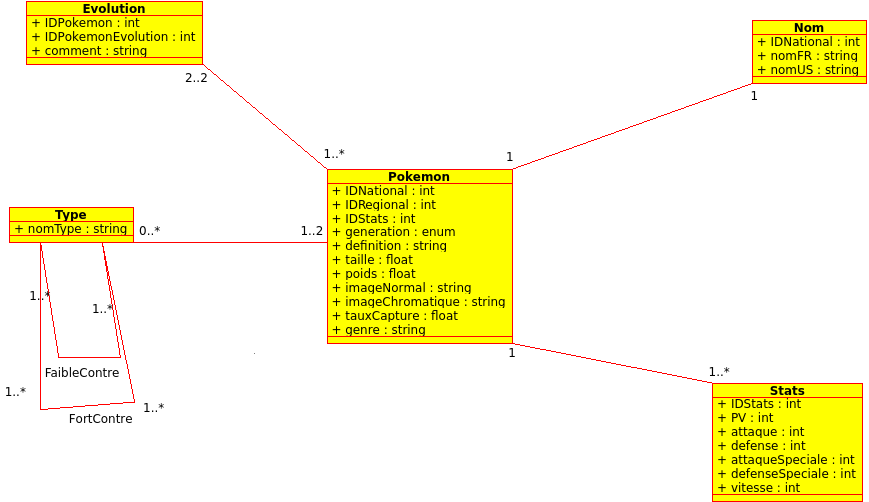 Evolution
+ IDPokemon : int
+ IDPokemonEvolution : int
+ comment : string
2..2
1..*
Nom
+ IDNational : int
+ nomFR : string
+ nomUS : string
1
1
Pokemon
+ IDNational : int
+ IDRegional : int
+ IDStats : int
+ generation : enum
+ definition : string
+ taille : float
+ poids : float
+ imageNormal : string
+ imageChromatique : string
+ tauxCapture : float
+ genre : string
Type
+ nomType : string
0..*
1..2
1..*
1..*
FaibleContre
1..*
1..*
FortContre
1
1..*
Stats
+ IDStats : int
+ PV : int
+ attaque : int
+ defense : int
+ attaqueSpeciale : int
+ defenseSpeciale : int
+ vitesse : int